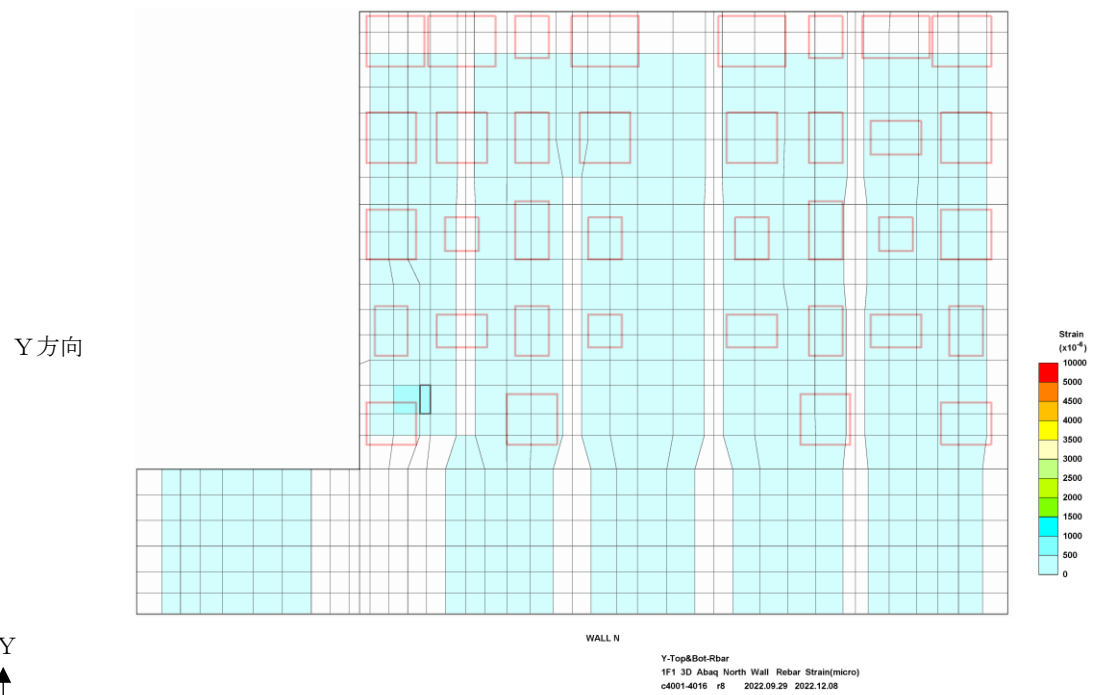 Y方向
Strain
(x10⁻⁶)
10000
5000
4500
4000
3500
3000
2500
2000
1500
1000
500
0
WALL N
Y
Y-Top&Bot-Rbar
1F1 3D Abaq North Wall Rebar Strain(micro)
c4001-4016 r8 2022.09.29 2022.12.08